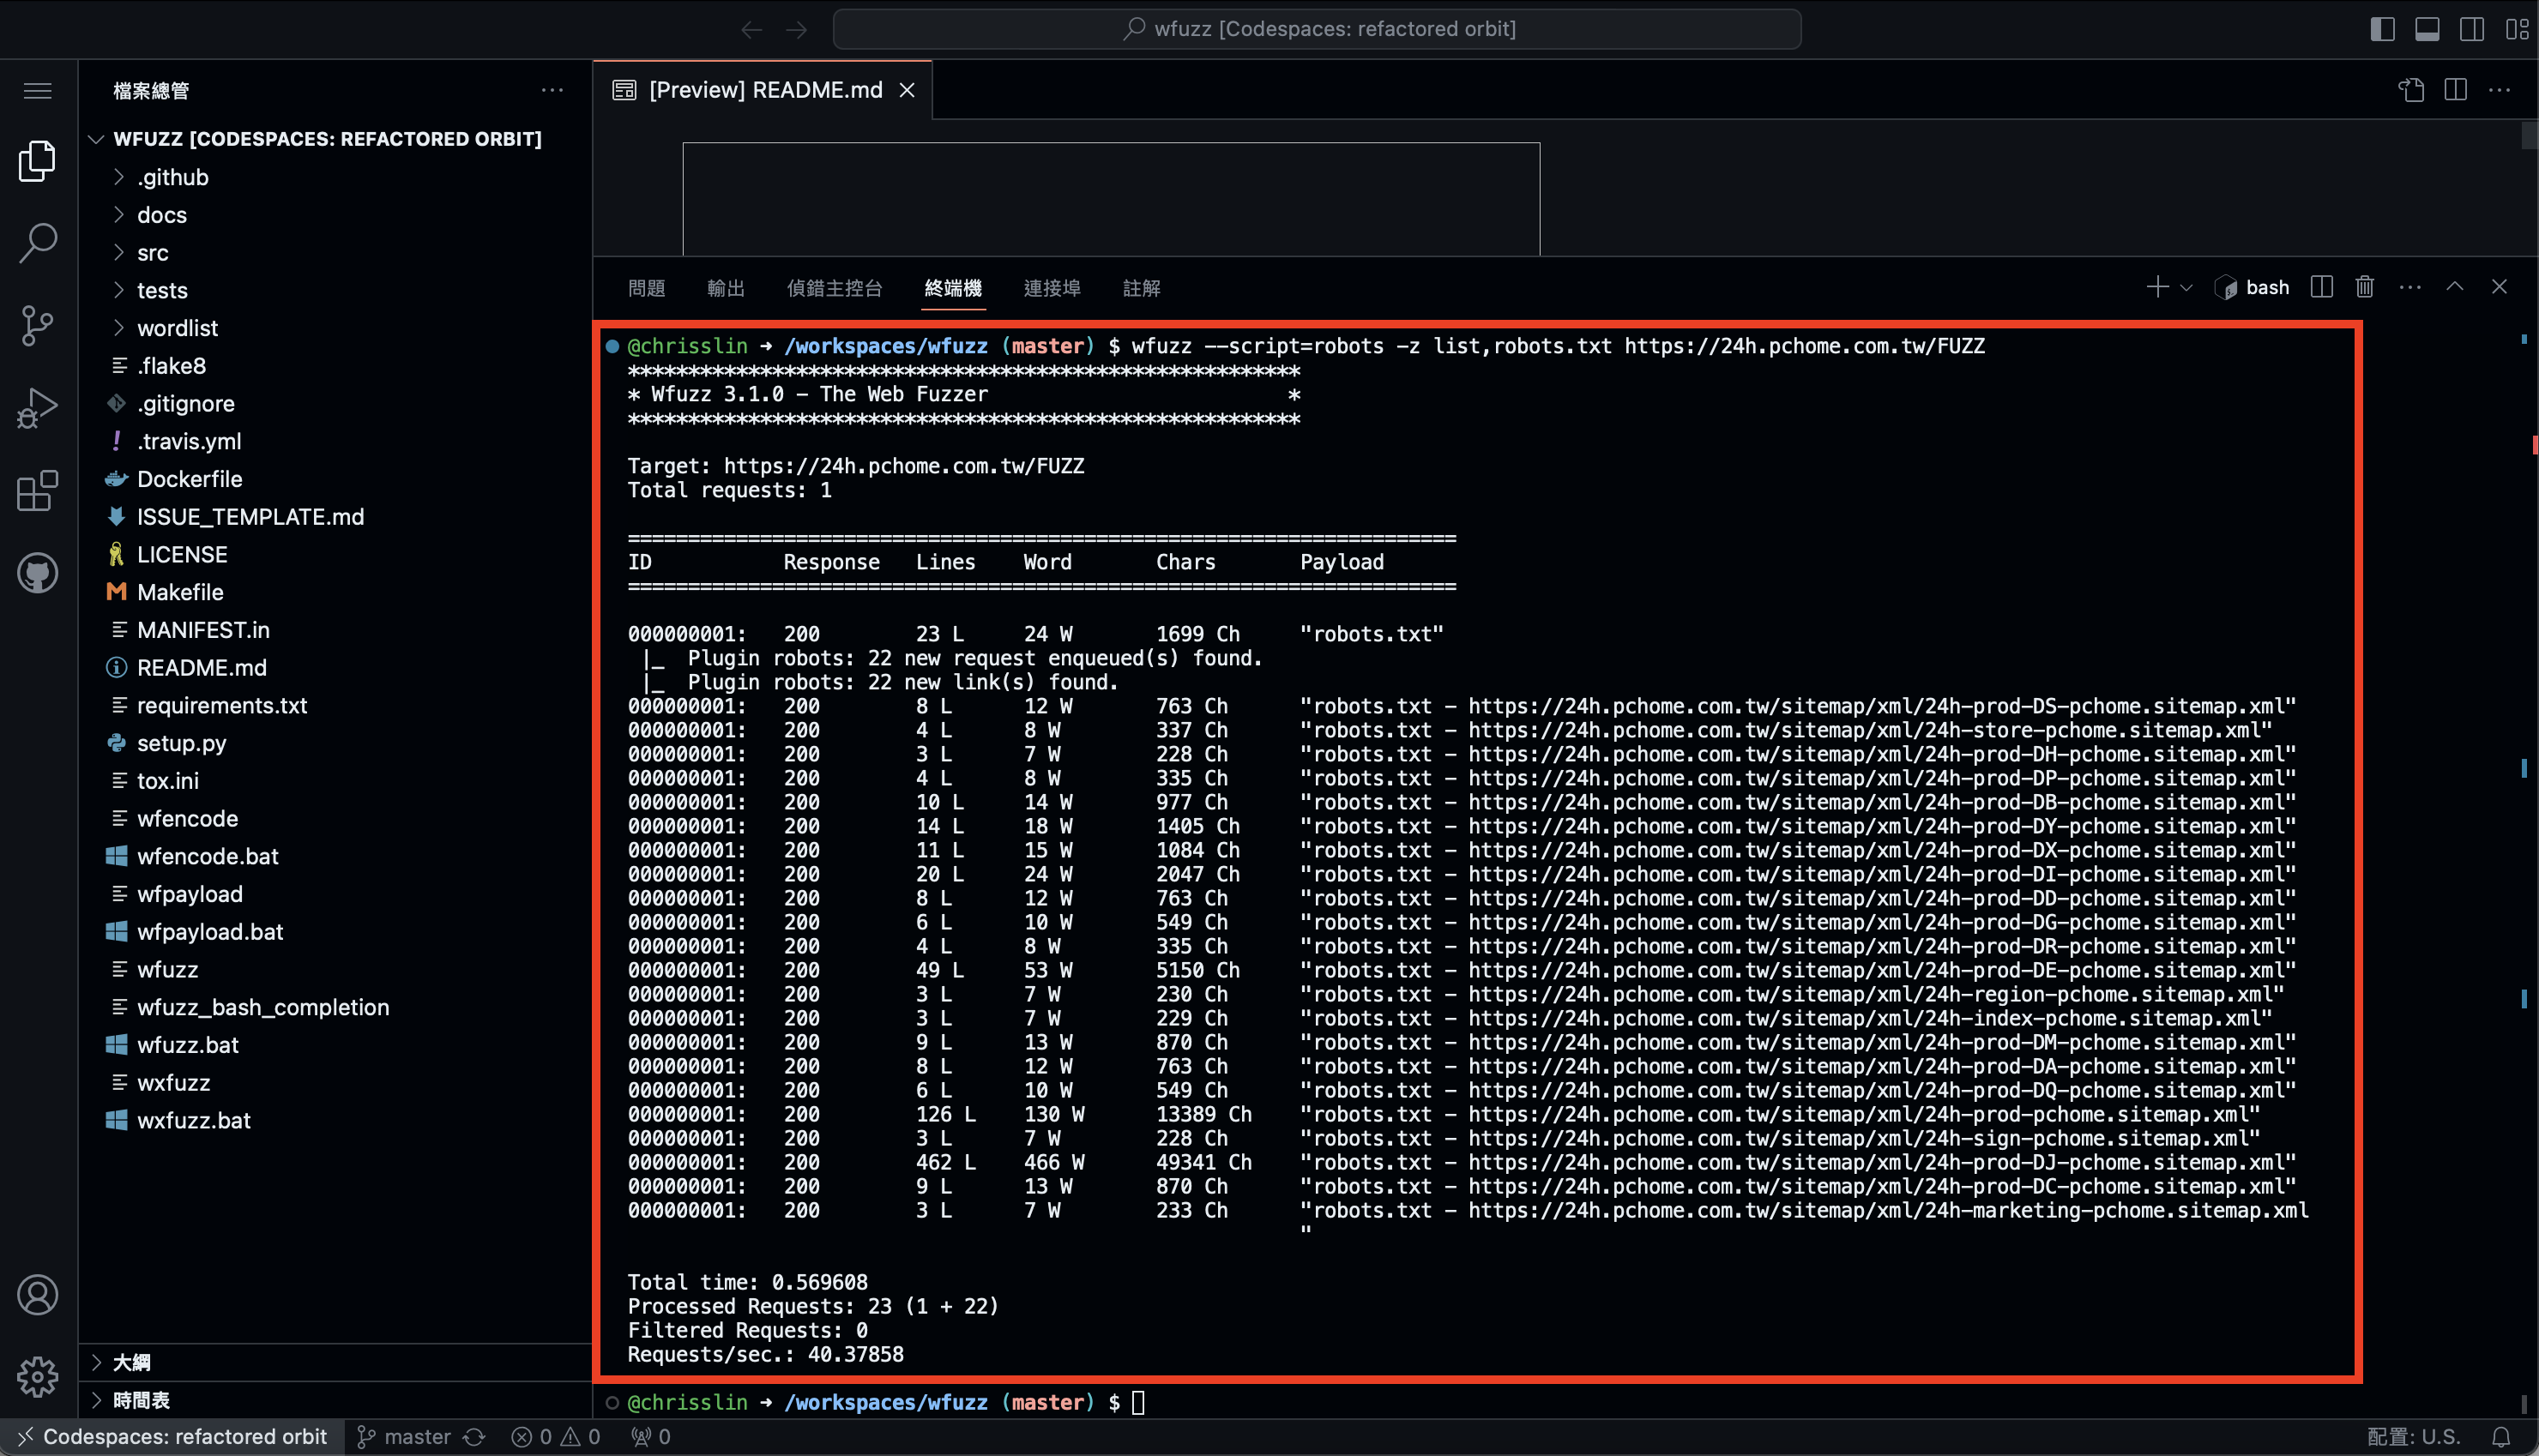 wfuzz [Codespaces: refactored orbit]
檔案總管
[Preview] README.md
WFUZZ [CODESPACES: REFACTORED ORBIT]
.github
docs
src
tests
wordlist
.flake8
.gitignore
.travis.yml
Dockerfile
ISSUE_TEMPLATE.md
LICENSE
Makefile
MANIFEST.in
README.md
requirements.txt
setup.py
tox.ini
wfencode
wfencode.bat
wfpayload
wfpayload.bat
wfuzz
wfuzz_bash_completion
wfuzz.bat
wxfuzz
wxfuzz.bat
大綱
時間表
問題 輸出 偵錯主控台 終端機 連接埠 註解
bash
@chrisslin ➜ /workspaces/wfuzz (master) $ wfuzz --script=robots -z list,robots.txt https://24h.pchome.com.tw/FUZZ
********************************************************
* Wfuzz 3.1.0 - The Web Fuzzer                         *
********************************************************
Target: https://24h.pchome.com.tw/FUZZ
Total requests: 1
=====================================================================
ID           Response   Lines    Word       Chars       Payload
=====================================================================
000000001:   200        23 L     24 W       1699 Ch     "robots.txt"
|_  Plugin robots: 22 new request enqueued(s) found.
|_  Plugin robots: 22 new link(s) found.
000000001:   200        8 L      12 W       763 Ch      "robots.txt - https://24h.pchome.com.tw/sitemap/xml/24h-prod-DS-pchome.sitemap.xml"
000000001:   200        4 L      8 W        337 Ch      "robots.txt - https://24h.pchome.com.tw/sitemap/xml/24h-store-pchome.sitemap.xml"
000000001:   200        3 L      7 W        228 Ch      "robots.txt - https://24h.pchome.com.tw/sitemap/xml/24h-prod-DH-pchome.sitemap.xml"
000000001:   200        4 L      8 W        335 Ch      "robots.txt - https://24h.pchome.com.tw/sitemap/xml/24h-prod-DP-pchome.sitemap.xml"
000000001:   200        10 L     14 W       977 Ch      "robots.txt - https://24h.pchome.com.tw/sitemap/xml/24h-prod-DB-pchome.sitemap.xml"
000000001:   200        14 L     18 W       1405 Ch     "robots.txt - https://24h.pchome.com.tw/sitemap/xml/24h-prod-DY-pchome.sitemap.xml"
000000001:   200        11 L     15 W       1084 Ch     "robots.txt - https://24h.pchome.com.tw/sitemap/xml/24h-prod-DX-pchome.sitemap.xml"
000000001:   200        20 L     24 W       2047 Ch     "robots.txt - https://24h.pchome.com.tw/sitemap/xml/24h-prod-DI-pchome.sitemap.xml"
000000001:   200        8 L      12 W       763 Ch      "robots.txt - https://24h.pchome.com.tw/sitemap/xml/24h-prod-DD-pchome.sitemap.xml"
000000001:   200        6 L      10 W       549 Ch      "robots.txt - https://24h.pchome.com.tw/sitemap/xml/24h-prod-DG-pchome.sitemap.xml"
000000001:   200        4 L      8 W        335 Ch      "robots.txt - https://24h.pchome.com.tw/sitemap/xml/24h-prod-DR-pchome.sitemap.xml"
000000001:   200        49 L     53 W       5150 Ch     "robots.txt - https://24h.pchome.com.tw/sitemap/xml/24h-prod-DE-pchome.sitemap.xml"
000000001:   200        3 L      7 W        230 Ch      "robots.txt - https://24h.pchome.com.tw/sitemap/xml/24h-region-pchome.sitemap.xml"
000000001:   200        3 L      7 W        229 Ch      "robots.txt - https://24h.pchome.com.tw/sitemap/xml/24h-index-pchome.sitemap.xml"
000000001:   200        9 L      13 W       870 Ch      "robots.txt - https://24h.pchome.com.tw/sitemap/xml/24h-prod-DM-pchome.sitemap.xml"
000000001:   200        8 L      12 W       763 Ch      "robots.txt - https://24h.pchome.com.tw/sitemap/xml/24h-prod-DA-pchome.sitemap.xml"
000000001:   200        6 L      10 W       549 Ch      "robots.txt - https://24h.pchome.com.tw/sitemap/xml/24h-prod-DQ-pchome.sitemap.xml"
000000001:   200        126 L    130 W      13389 Ch    "robots.txt - https://24h.pchome.com.tw/sitemap/xml/24h-prod-pchome.sitemap.xml"
000000001:   200        3 L      7 W        228 Ch      "robots.txt - https://24h.pchome.com.tw/sitemap/xml/24h-sign-pchome.sitemap.xml"
000000001:   200        462 L    466 W      49341 Ch    "robots.txt - https://24h.pchome.com.tw/sitemap/xml/24h-prod-DJ-pchome.sitemap.xml"
000000001:   200        9 L      13 W       870 Ch      "robots.txt - https://24h.pchome.com.tw/sitemap/xml/24h-prod-DC-pchome.sitemap.xml"
000000001:   200        3 L      7 W        233 Ch      "robots.txt - https://24h.pchome.com.tw/sitemap/xml/24h-marketing-pchome.sitemap.xml
"
Total time: 0.569608
Processed Requests: 23 (1 + 22)
Filtered Requests: 0
Requests/sec.: 40.37858
@chrisslin ➜ /workspaces/wfuzz (master) $
Codespaces: refactored orbit master 0 0 0 配置: U.S.